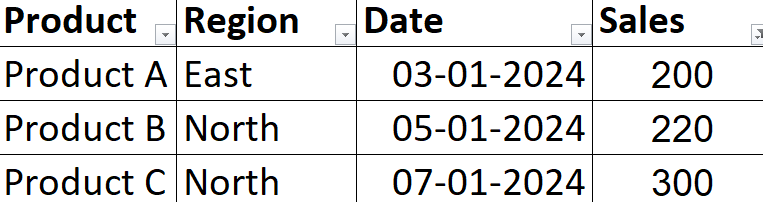 Product Region Date Sales
Product A East 03-01-2024 200
Product B North 05-01-2024 220
Product C North 07-01-2024 300